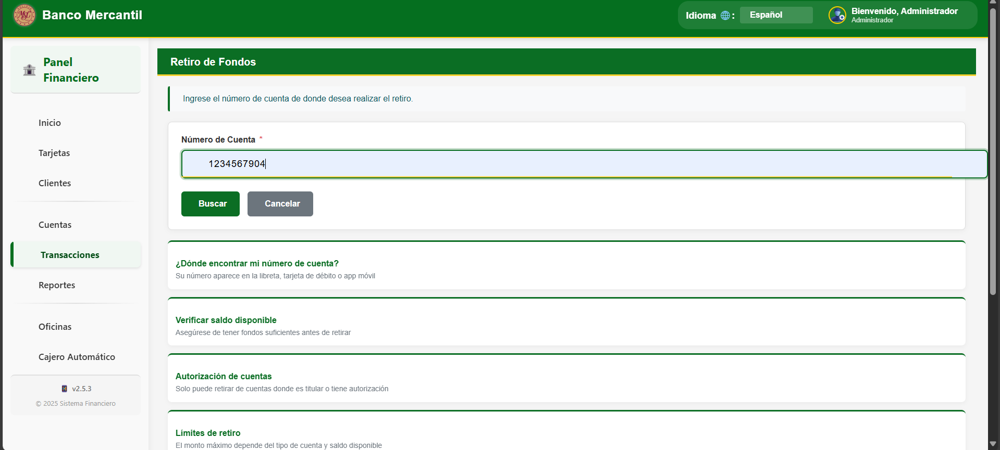 Banco Mercantil
Idioma 🌐 :
Español
Bienvenido, Administrador
Administrador
Panel
Financiero
Inicio
Tarjetas
Clientes
Cuentas
Transacciones
Reportes
Oficinas
Cajero Automático
v2.5.3
© 2025 Sistema Financiero
Retiro de Fondos
Ingrese el número de cuenta de donde desea realizar el retiro.
Número de Cuenta *
1234567904
Buscar
Cancelar
¿Dónde encontrar mi número de cuenta?
Su número aparece en la libreta, tarjeta de débito o app móvil
Verificar saldo disponible
Asegúrese de tener fondos suficientes antes de retirar
Autorización de cuentas
Solo puede retirar de cuentas donde es titular o tiene autorización
Límites de retiro
El monto máximo depende del tipo de cuenta y saldo disponible